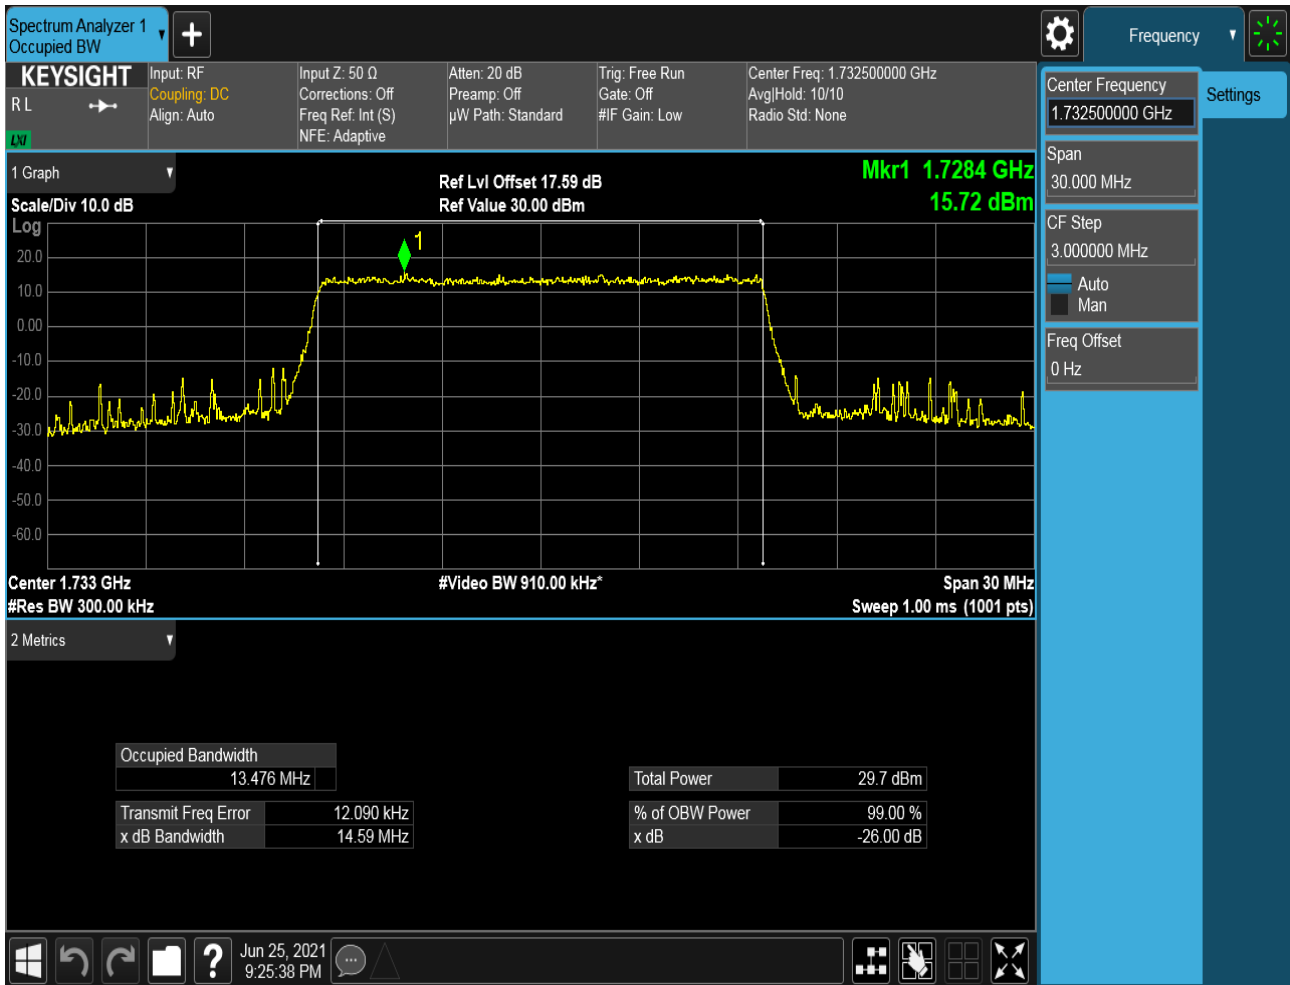 Spectrum Analyzer 1
Occupied BW
Frequency
KEYSIGHT
R L
LXI
Input: RF
Coupling: DC
Align: Auto
Input Z: 50 Ω
Corrections: Off
Freq Ref: Int (S)
NFE: Adaptive
Atten: 20 dB
Preamp: Off
µW Path: Standard
Trig: Free Run
Gate: Off
#IF Gain: Low
Center Freq: 1.732500000 GHz
Avg|Hold: 10/10
Radio Std: None
Center Frequency
1.732500000 GHz
Settings
Span
30.000 MHz
CF Step
3.000000 MHz
Auto
Man
Freq Offset
0 Hz
1 Graph
Scale/Div 10.0 dB
Ref Lvl Offset 17.59 dB
Ref Value 30.00 dBm
Mkr1 1.7284 GHz
15.72 dBm
Log
1
20.0
10.0
0.00
-10.0
-20.0
-30.0
-40.0
-50.0
-60.0
Center 1.733 GHz
#Video BW 910.00 kHz*
Span 30 MHz
#Res BW 300.00 kHz
Sweep 1.00 ms (1001 pts)
2 Metrics
Occupied Bandwidth
13.476 MHz
Total Power 29.7 dBm
Transmit Freq Error 12.090 kHz
% of OBW Power 99.00 %
x dB Bandwidth 14.59 MHz
x dB -26.00 dB
?
Jun 25, 2021
9:25:38 PM